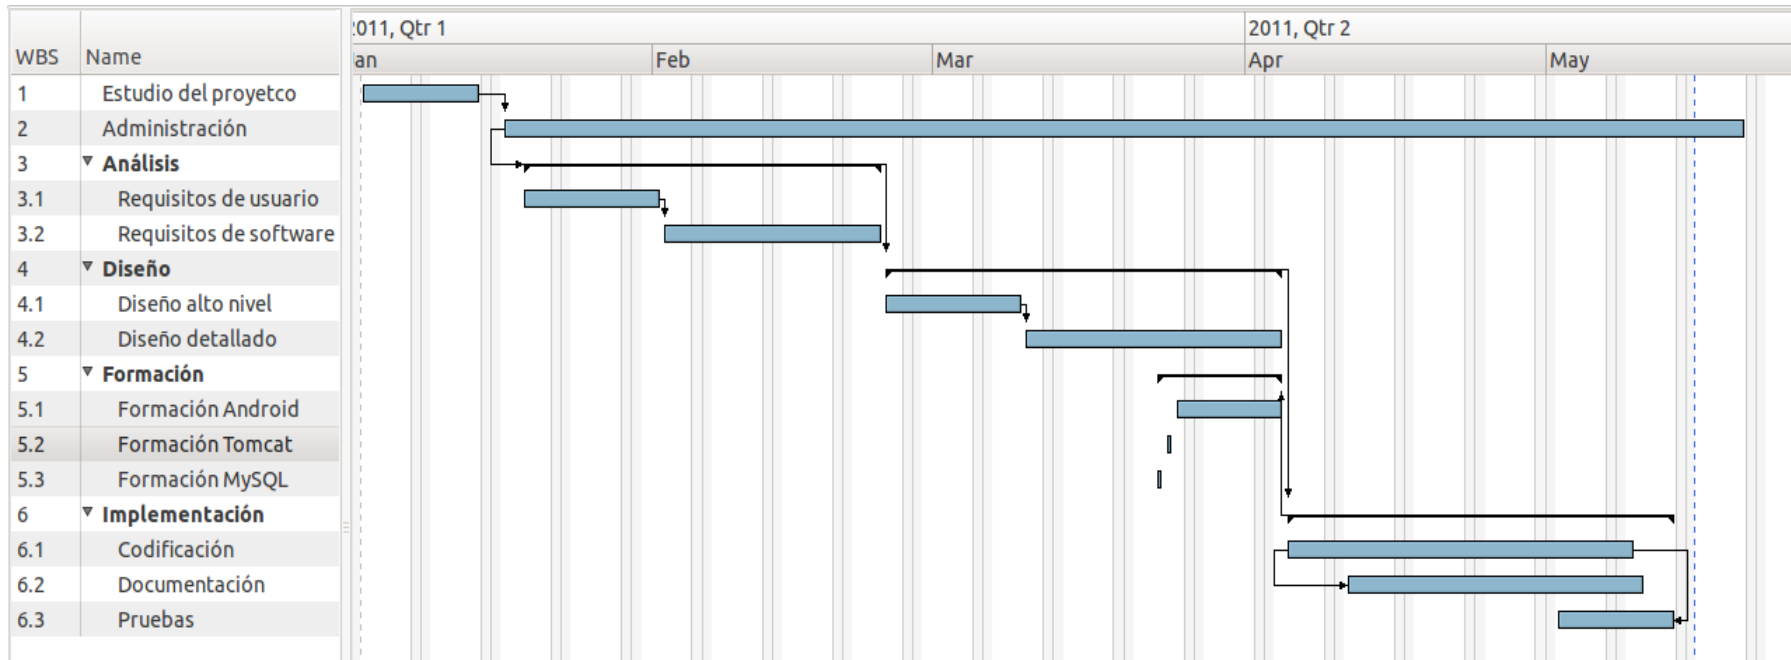 2011, Qtr 1
2011, Qtr 2
WBS Name
an Feb Mar Apr May
1 Estudio del proyetco
2 Administración
3 Análisis
3.1 Requisitos de usuario
3.2 Requisitos de software
4 Diseño
4.1 Diseño alto nivel
4.2 Diseño detallado
5 Formación
5.1 Formación Android
5.2 Formación Tomcat
5.3 Formación MySQL
6 Implementación
6.1 Codificación
6.2 Documentación
6.3 Pruebas